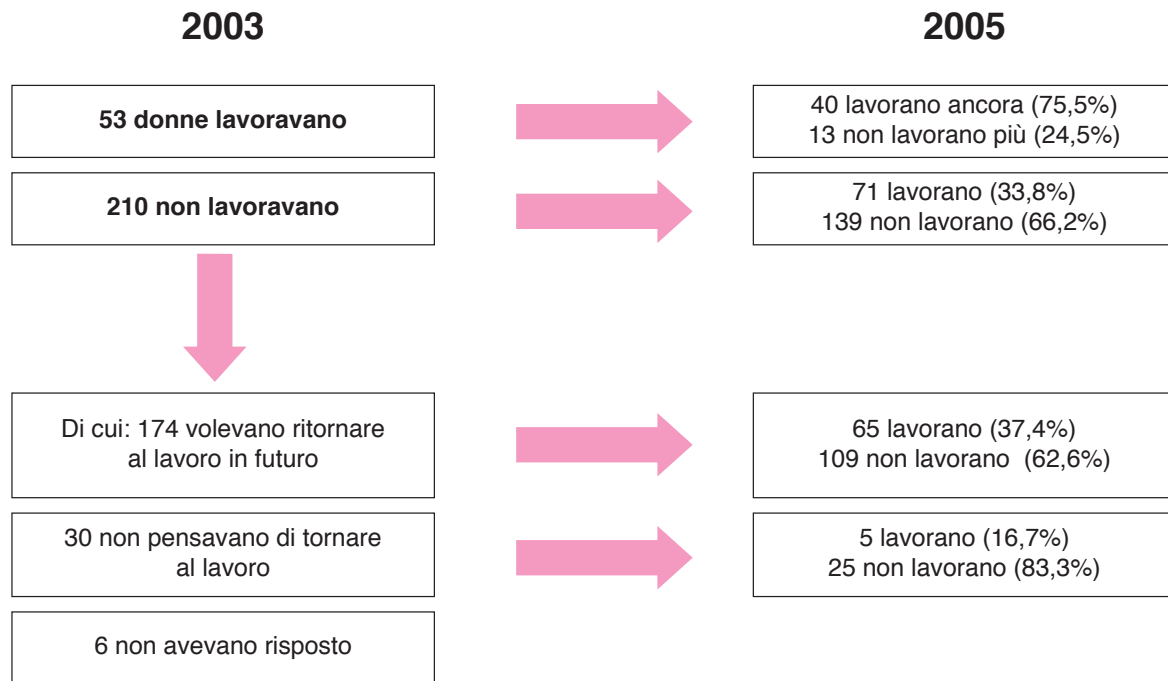 2003
2005
53 donne lavoravano
40 lavorano ancora (75,5%)
13 non lavorano più (24,5%)
210 non lavoravano
71 lavorano (33,8%)
139 non lavorano (66,2%)
Di cui: 174 volevano ritornare
al lavoro in futuro
65 lavorano (37,4%)
109 non lavorano  (62,6%)
30 non pensavano di tornare
al lavoro
5 lavorano (16,7%)
25 non lavorano (83,3%)
6 non avevano risposto